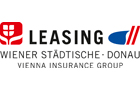 LEASING
WIENER STÄDTISCHE · DONAU
VIENNA INSURANCE GROUP